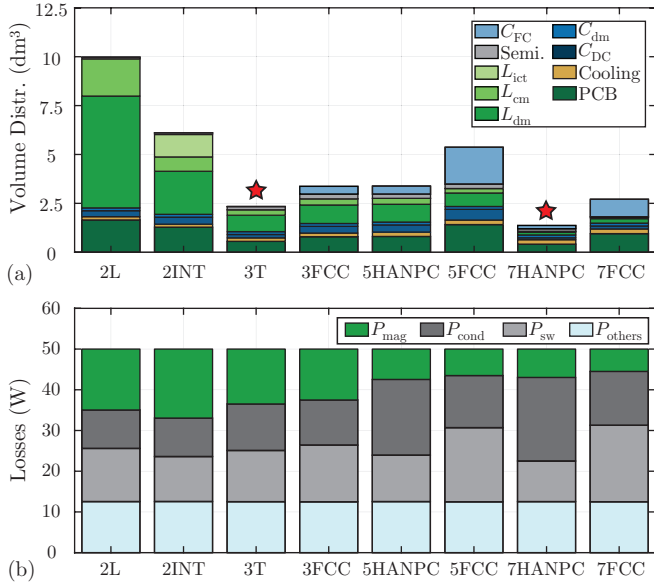 Volume Distr. (dm³)
12.5
10
7.5
5
2.5
0
C_FC
Semi.
L_ict
L_cm
L_dm
C_dm
C_DC
Cooling
PCB
(a)
2L 2INT 3T 3FCC 5HANPC 5FCC 7HANPC 7FCC
Losses (W)
60
50
40
30
20
10
0
P_mag P_cond P_sw P_others
(b)
2L 2INT 3T 3FCC 5HANPC 5FCC 7HANPC 7FCC